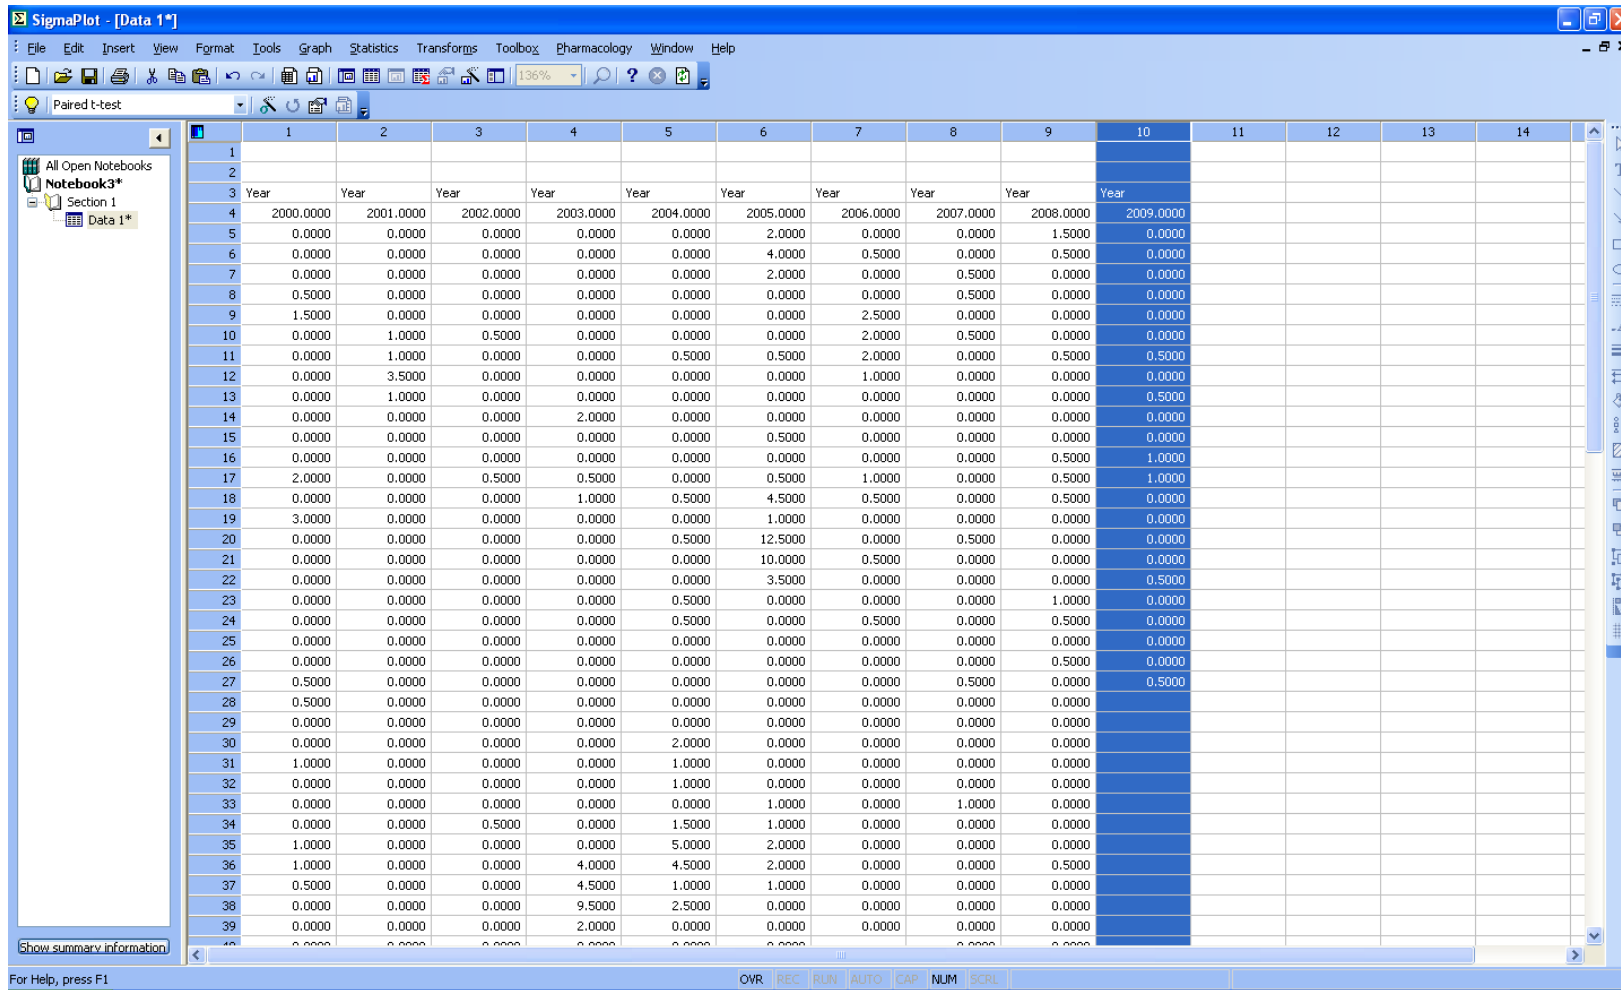 SigmaPlot - [Data 1*]
File Edit Insert View Format Tools Graph Statistics Transforms Toolbox Pharmacology Window Help
136%
Paired t-test
1 2 3 4 5 6 7 8 9 10 11 12 13 14
All Open Notebooks
Notebook3*
Section 1
Data 1*
1
2
3 Year Year Year Year Year Year Year Year Year Year
4 2000.0000 2001.0000 2002.0000 2003.0000 2004.0000 2005.0000 2006.0000 2007.0000 2008.0000 2009.0000
5 0.0000 0.0000 0.0000 0.0000 0.0000 2.0000 0.0000 0.0000 1.5000 0.0000
6 0.0000 0.0000 0.0000 0.0000 0.0000 4.0000 0.5000 0.0000 0.5000 0.0000
7 0.0000 0.0000 0.0000 0.0000 0.0000 2.0000 0.0000 0.5000 0.0000 0.0000
8 0.5000 0.0000 0.0000 0.0000 0.0000 0.0000 0.0000 0.5000 0.0000 0.0000
9 1.5000 0.0000 0.0000 0.0000 0.0000 0.0000 2.5000 0.0000 0.0000 0.0000
10 0.0000 1.0000 0.5000 0.0000 0.0000 0.0000 2.0000 0.5000 0.0000 0.0000
11 0.0000 1.0000 0.0000 0.0000 0.5000 0.5000 2.0000 0.0000 0.5000 0.5000
12 0.0000 3.5000 0.0000 0.0000 0.0000 0.0000 1.0000 0.0000 0.0000 0.0000
13 0.0000 1.0000 0.0000 0.0000 0.0000 0.0000 0.0000 0.0000 0.0000 0.5000
14 0.0000 0.0000 0.0000 2.0000 0.0000 0.0000 0.0000 0.0000 0.0000 0.0000
15 0.0000 0.0000 0.0000 0.0000 0.0000 0.5000 0.0000 0.0000 0.0000 0.0000
16 0.0000 0.0000 0.0000 0.0000 0.0000 0.0000 0.0000 0.0000 0.5000 1.0000
17 2.0000 0.0000 0.5000 0.5000 0.0000 0.5000 1.0000 0.0000 0.5000 1.0000
18 0.0000 0.0000 0.0000 1.0000 0.5000 4.5000 0.5000 0.0000 0.5000 0.0000
19 3.0000 0.0000 0.0000 0.0000 0.0000 1.0000 0.0000 0.0000 0.0000 0.0000
20 0.0000 0.0000 0.0000 0.0000 0.5000 12.5000 0.0000 0.5000 0.0000 0.0000
21 0.0000 0.0000 0.0000 0.0000 0.0000 10.0000 0.5000 0.0000 0.0000 0.0000
22 0.0000 0.0000 0.0000 0.0000 0.0000 3.5000 0.0000 0.0000 0.0000 0.5000
23 0.0000 0.0000 0.0000 0.0000 0.5000 0.0000 0.0000 0.0000 1.0000 0.0000
24 0.0000 0.0000 0.0000 0.0000 0.5000 0.0000 0.5000 0.0000 0.5000 0.0000
25 0.0000 0.0000 0.0000 0.0000 0.0000 0.0000 0.0000 0.0000 0.0000 0.0000
26 0.0000 0.0000 0.0000 0.0000 0.0000 0.0000 0.0000 0.0000 0.5000 0.0000
27 0.5000 0.0000 0.0000 0.0000 0.0000 0.0000 0.0000 0.5000 0.0000 0.5000
28 0.5000 0.0000 0.0000 0.0000 0.0000 0.0000 0.0000 0.0000 0.0000
29 0.0000 0.0000 0.0000 0.0000 0.0000 0.0000 0.0000 0.0000 0.0000
30 0.0000 0.0000 0.0000 0.0000 2.0000 0.0000 0.0000 0.0000 0.0000
31 1.0000 0.0000 0.0000 0.0000 1.0000 0.0000 0.0000 0.0000 0.0000
32 0.0000 0.0000 0.0000 0.0000 1.0000 0.0000 0.0000 0.0000 0.0000
33 0.0000 0.0000 0.0000 0.0000 0.0000 1.0000 0.0000 1.0000 0.0000
34 0.0000 0.0000 0.5000 0.0000 1.5000 1.0000 0.0000 0.0000 0.0000
35 1.0000 0.0000 0.0000 0.0000 5.0000 2.0000 0.0000 0.0000 0.0000
36 1.0000 0.0000 0.0000 4.0000 4.5000 2.0000 0.0000 0.0000 0.5000
37 0.5000 0.0000 0.0000 4.5000 1.0000 1.0000 0.0000 0.0000 0.0000
38 0.0000 0.0000 0.0000 9.5000 2.5000 0.0000 0.0000 0.0000 0.0000
39 0.0000 0.0000 0.0000 2.0000 0.0000 0.0000 0.0000 0.0000 0.0000
Show summary information
For Help, press F1
OVR REC RUN AUTO CAP NUM SCRL